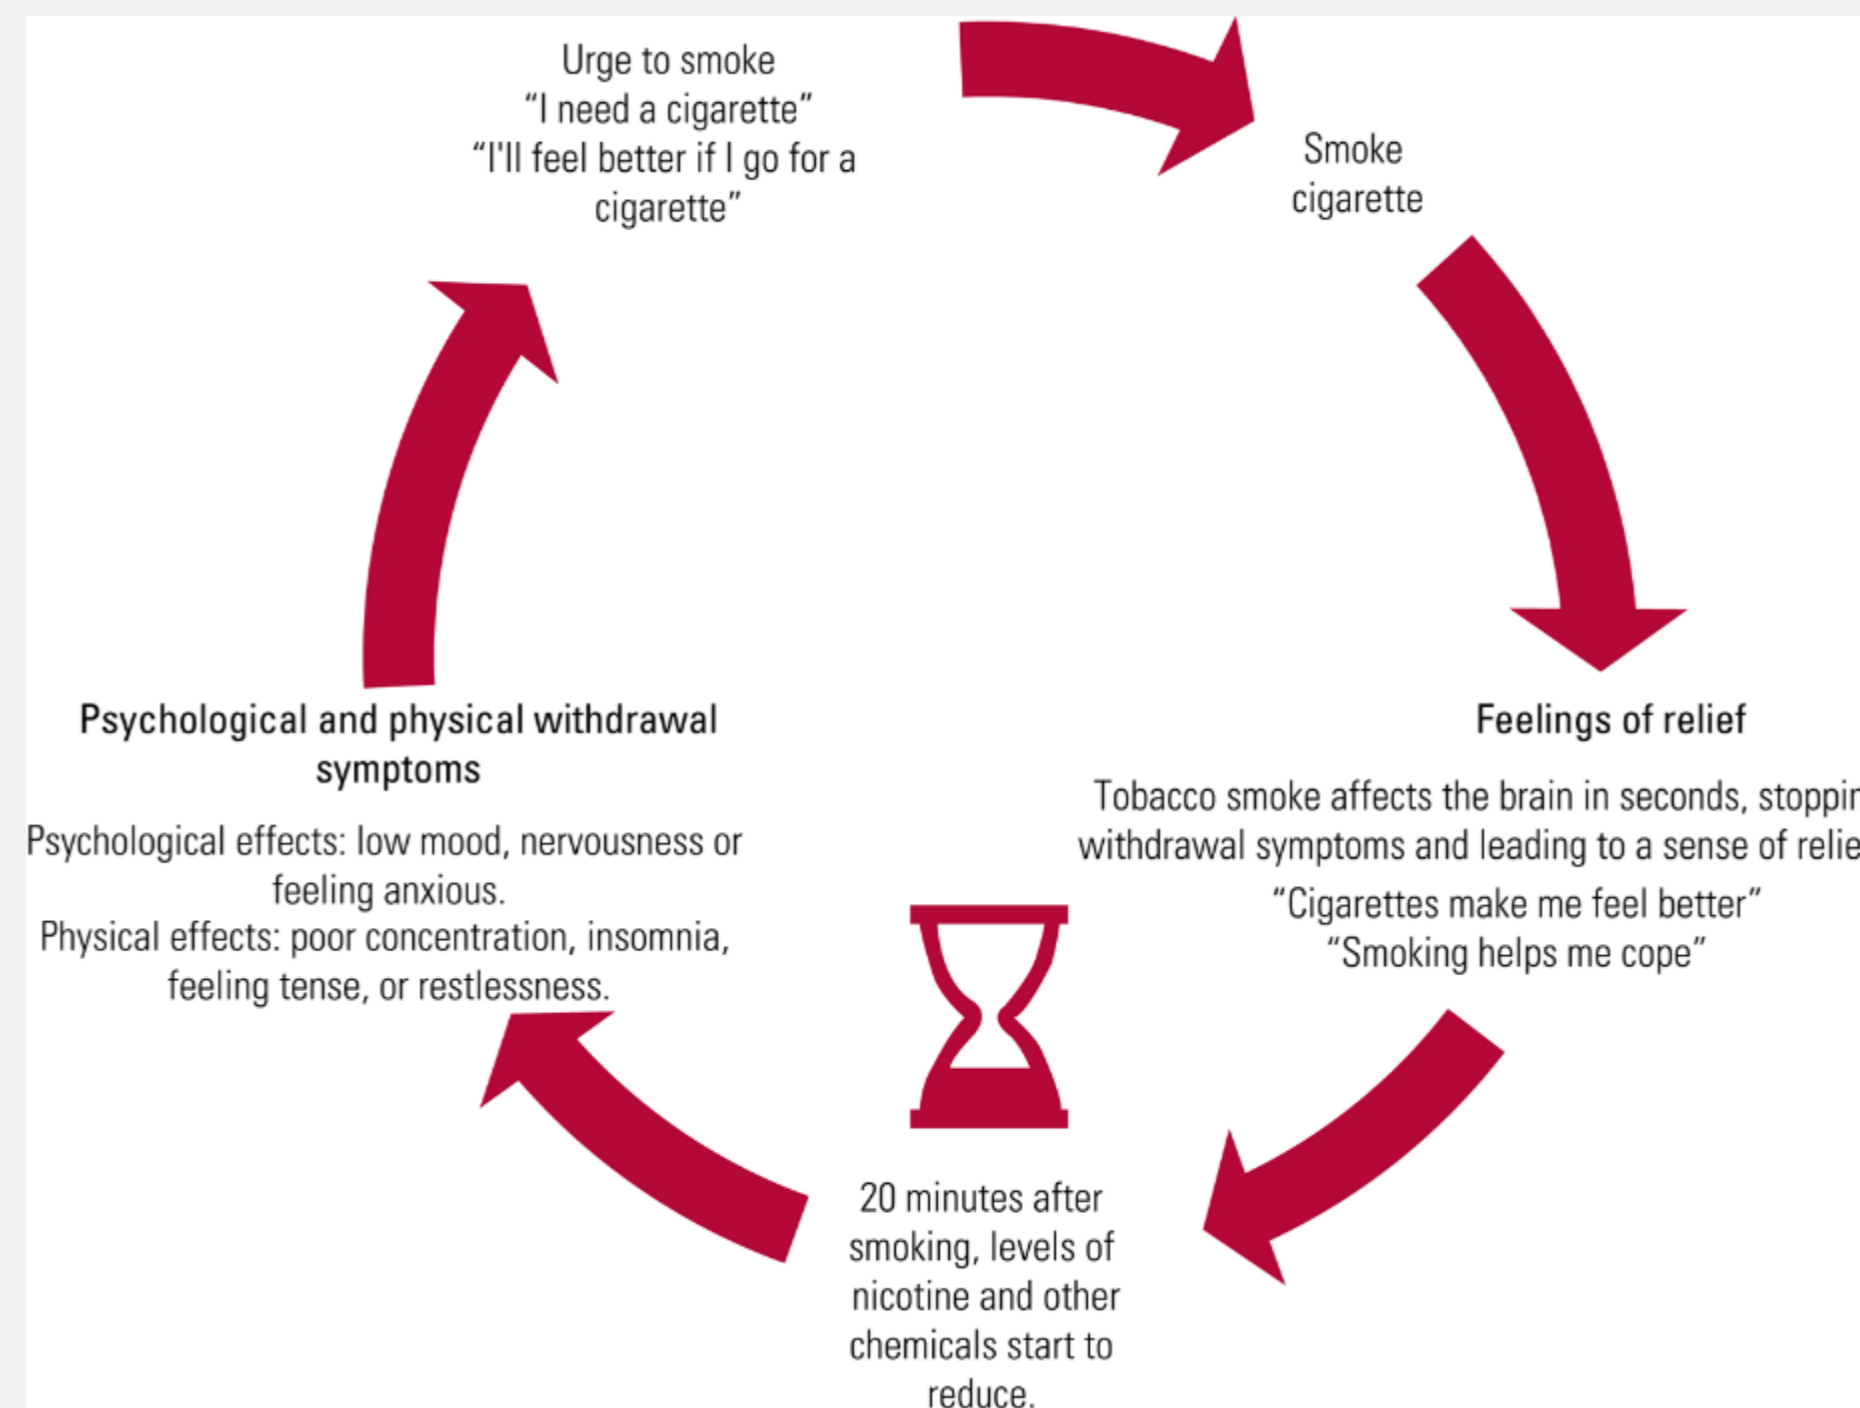 Urge to smoke
“I need a cigarette”
“I'll feel better if I go for a
cigarette”
Smoke
cigarette
Feelings of relief
Tobacco smoke affects the brain in seconds,
withdrawal symptoms and leading to a sense of
“Cigarettes make me feel better”
“Smoking helps me cope”
20 minutes after
smoking, levels of
nicotine and other
chemicals start to
reduce.
Psychological and physical withdrawal
symptoms
Psychological effects: low mood, nervousness or
feeling anxious.
Physical effects: poor concentration, insomnia,
feeling tense, or restlessness.